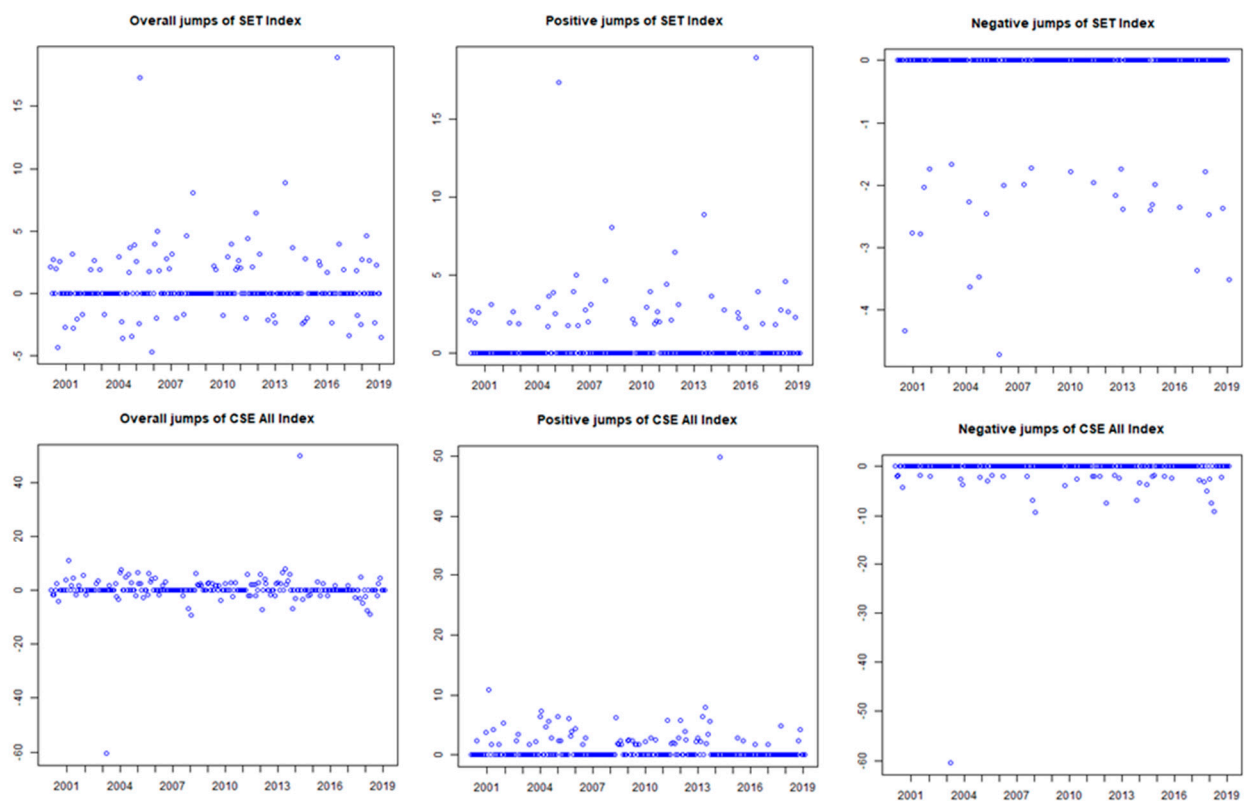 Overall jumps of SET Index
15
10
5
0
-5
2001 2004 2007 2010 2013 2016 2019
Positive jumps of SET Index
15
10
5
0
2001 2004 2007 2010 2013 2016 2019
Negative jumps of SET Index
0
-1
-2
-3
-4
2001 2004 2007 2010 2013 2016 2019
Overall jumps of CSE All Index
40
20
0
-20
-40
-60
2001 2004 2007 2010 2013 2016 2019
Positive jumps of CSE All Index
50
40
30
20
10
0
2001 2004 2007 2010 2013 2016 2019
Negative jumps of CSE All Index
0
-10
-20
-30
-40
-50
-60
2001 2004 2007 2010 2013 2016 2019